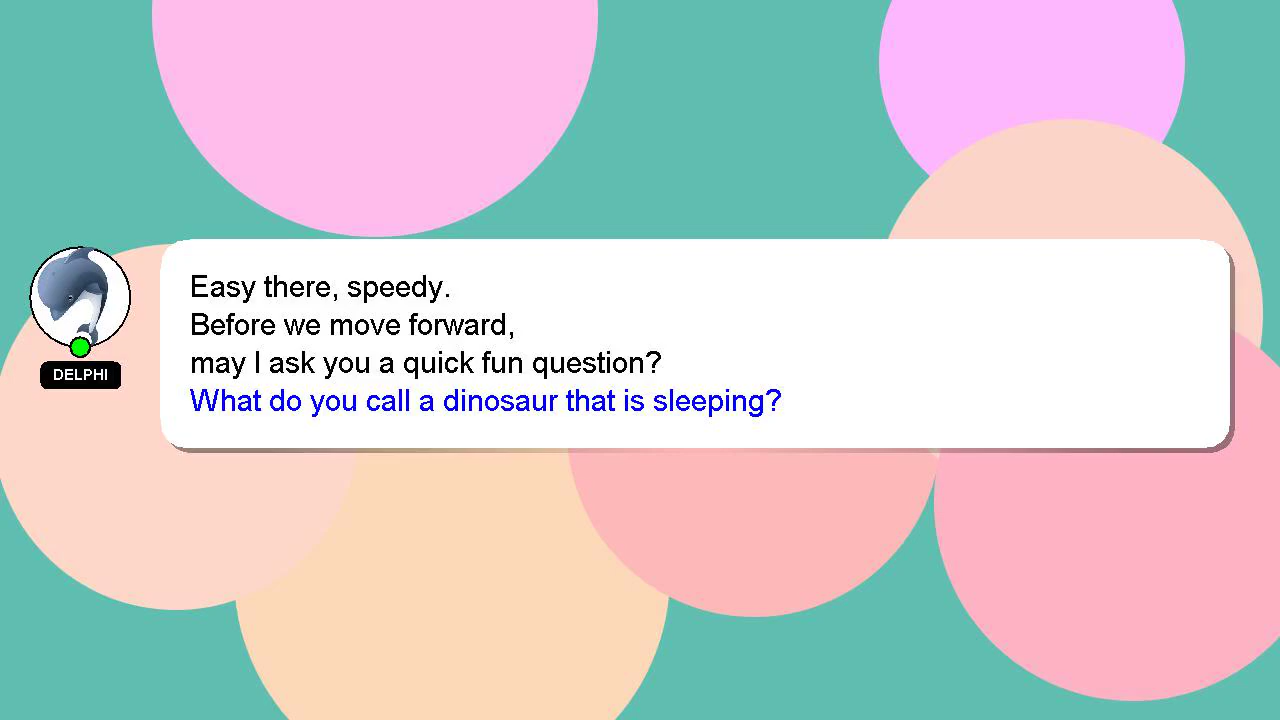 Easy there, speedy.
Before we move forward,
may I ask you a quick fun question?
What do you call a dinosaur that is sleeping?
DELPHI